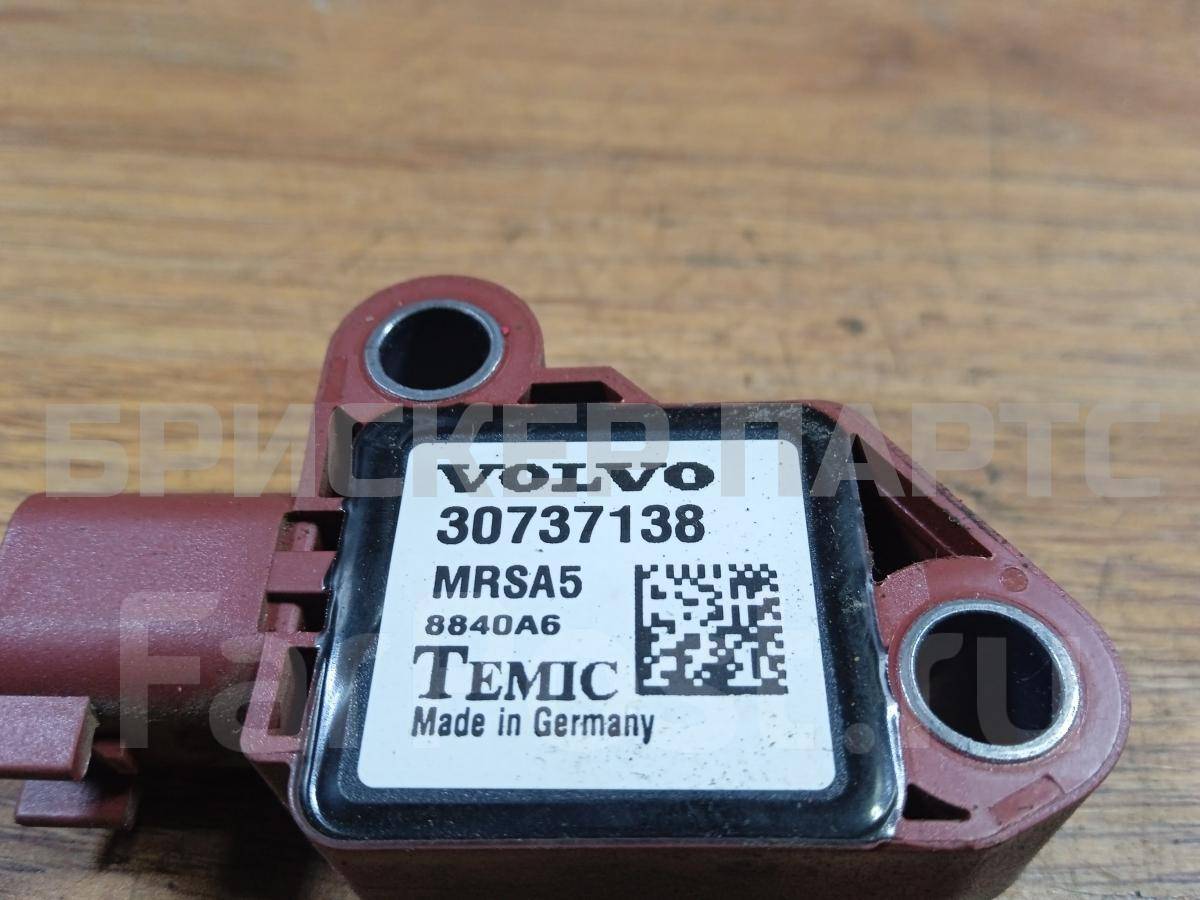 БРИСКЕР ПАРТС
VOLVO
30737138
MRSA5
8840A6
TEMIC
Made in Germany